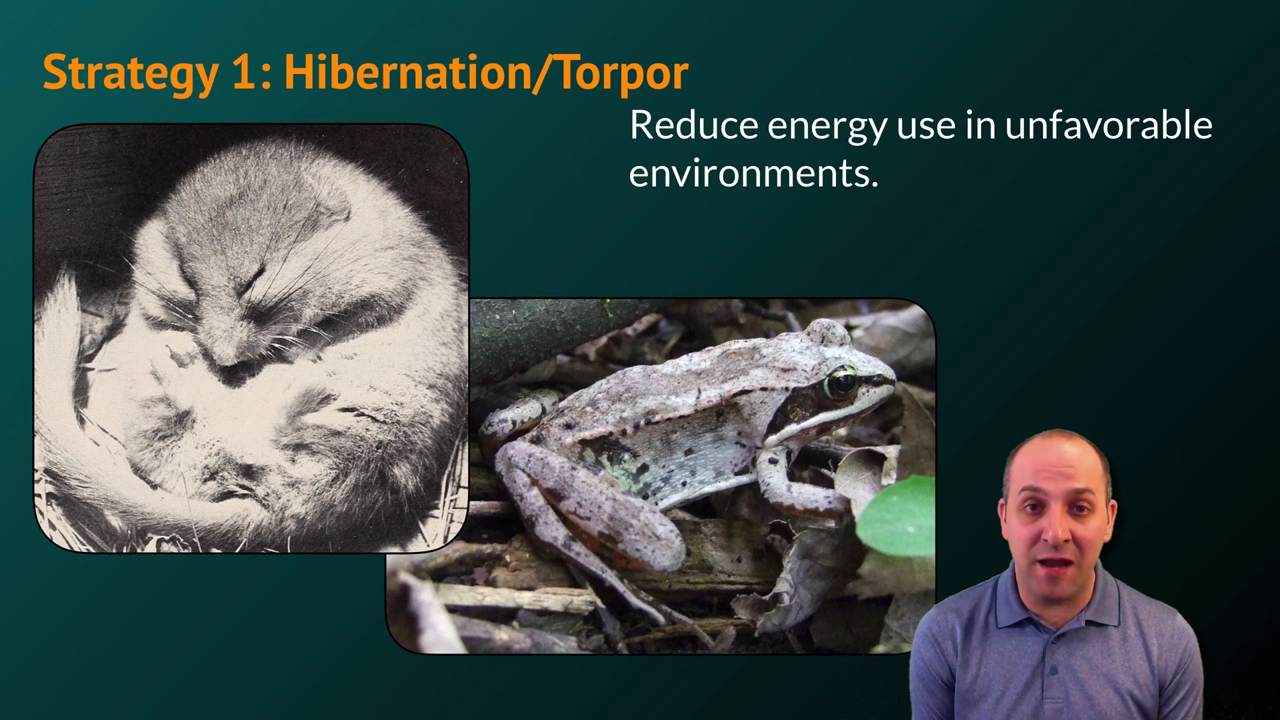 Strategy 1: Hibernation/Torpor
Reduce energy use in unfavorable
environments.